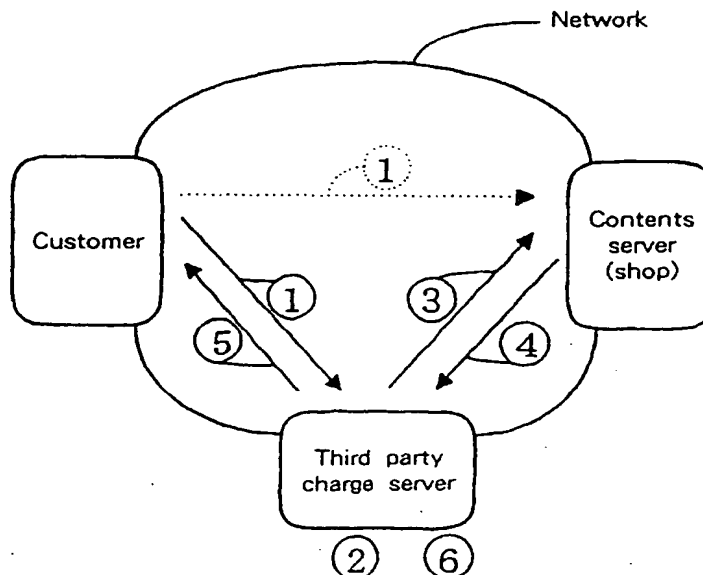 Network
①
Customer
Contents
server
(shop)
①
③
⑤
④
Third party
charge server
② ⑥